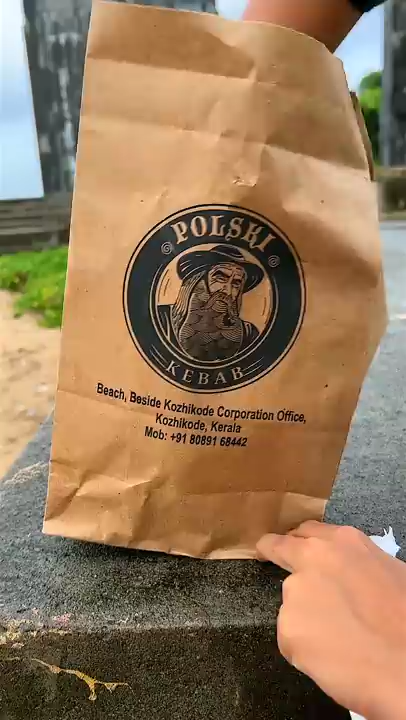 POLSKI
KEBAB
Beach, Beside Kozhikode Corporation Office,
Kozhikode, Kerala
Mob: +91 80891 68442